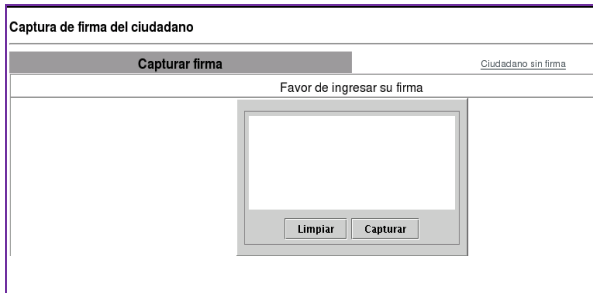 Captura de firma del ciudadano
Capturar firma
Ciudadano sin firma
Favor de ingresar su firma
Limpiar
Capturar